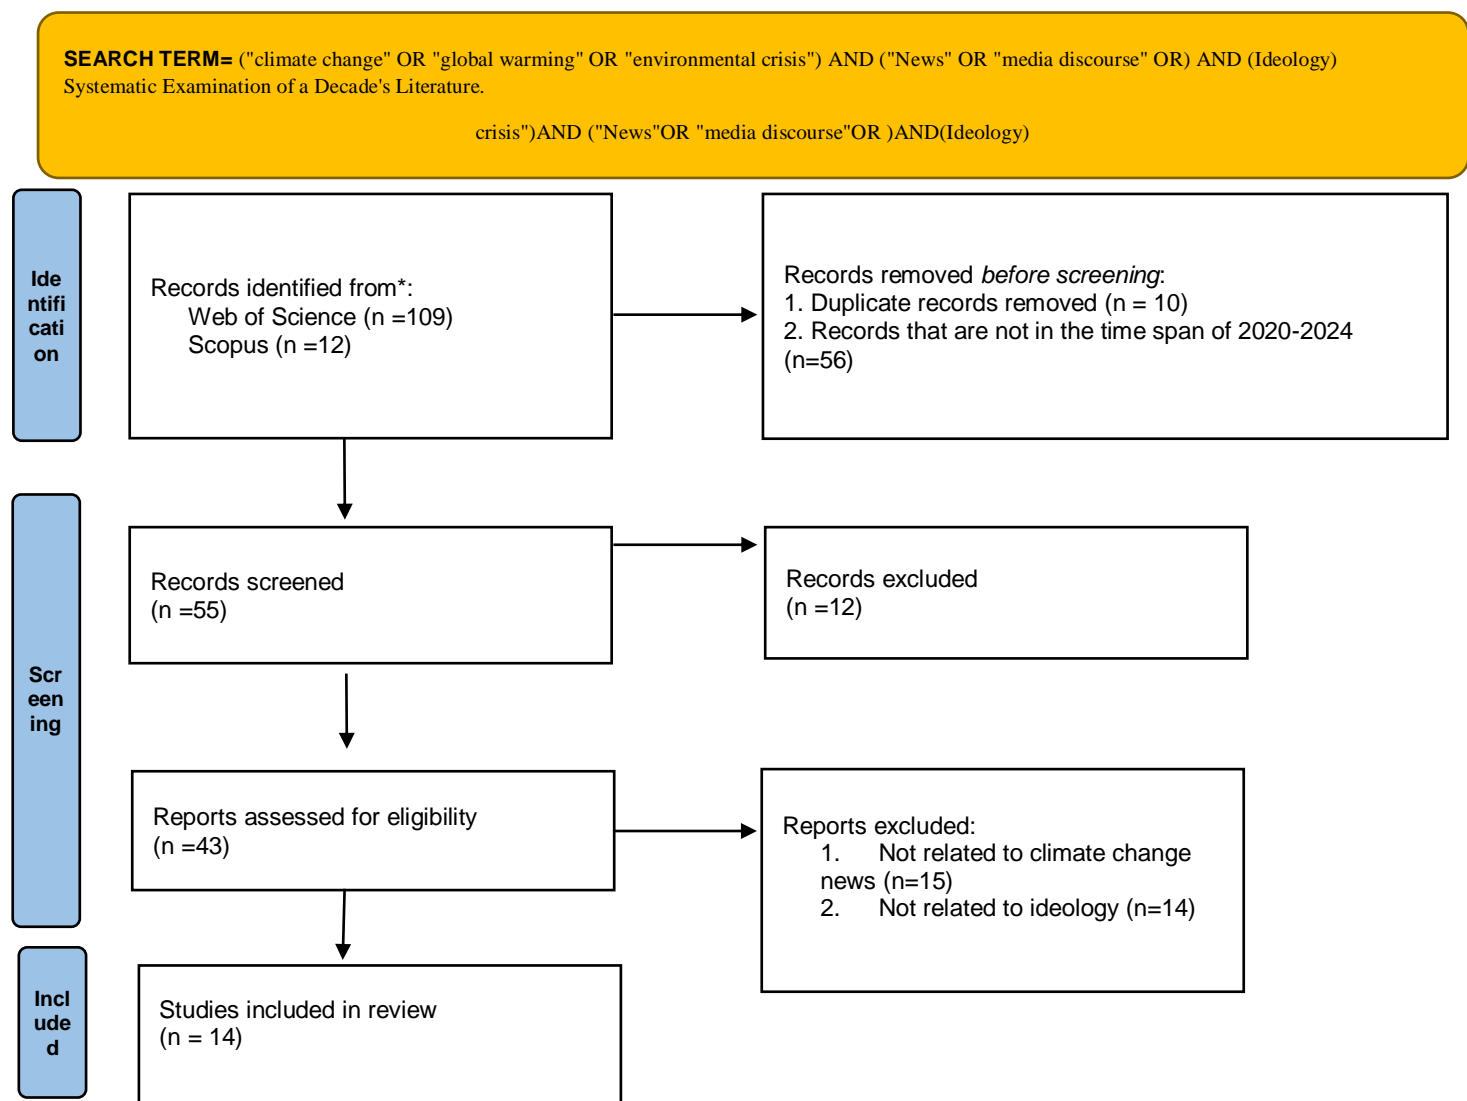 SEARCH TERM= ("climate change" OR "global warming" OR "environmental crisis") AND ("News" OR "media discourse" OR) AND (Ideology)
Systematic Examination of a Decade's Literature.
crisis")AND ("News"OR "media discourse"OR )AND(Ideology)
Ide
ntifi
cati
on
Records identified from*:
Web of Science (n =109)
Scopus (n =12)
Records removed before screening:
1. Duplicate records removed (n = 10)
2. Records that are not in the time span of 2020-2024
(n=56)
Scr
een
ing
Records screened
(n =55)
Records excluded
(n =12)
Reports assessed for eligibility
(n =43)
Reports excluded:
1. Not related to climate change
news (n=15)
2. Not related to ideology (n=14)
Incl
ude
d
Studies included in review
(n = 14)